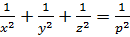 1/x² + 1/y² + 1/z² = 1/p²